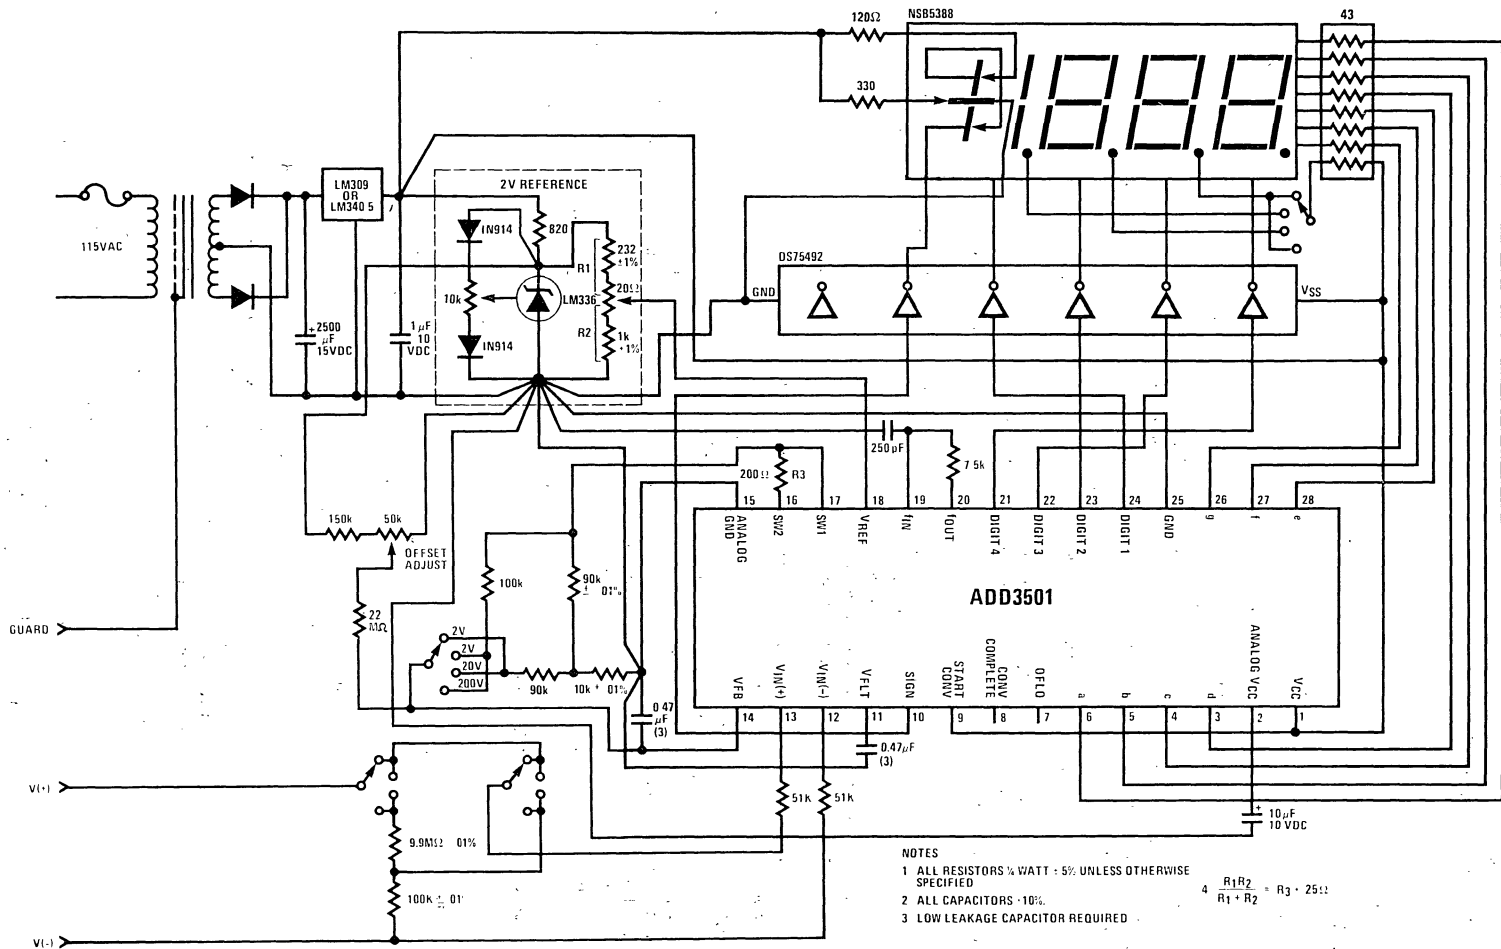 120Ω
NSB5388
43
330
2V REFERENCE
LM309
OR
LM340 5
115VAC
IN914
820
232
±1%
R1
10k
LM336
20Ω
R2
1k
IN914
+
2500
μF
15VDC
1 μF
10
VDC
DS75492
GND
VSS
250 pF
7 5k
200Ω
R3
15
16
17
18
19
20
21
22
23
24
25
26
27
28
ANALOG
GND
SW2
SW1
VREF
fIN
fOUT
DIGIT 4
DIGIT 3
DIGIT 2
DIGIT 1
GND
g
f
e
ADD3501
150k
50k
OFFSET
ADJUST
100k
90k
± 01%
22
MΩ
GUARD
2V
2V
20V
200V
90k
10k ± 01%
VFB
VIN(+)
VIN(−)
VFLT
SIGN
START
CONV
CONV
COMPLETE
OFLO
a
b
c
d
ANALOG VCC
VCC
14
13
12
11
10
9
8
7
6
5
4
3
2
1
0 47
μF
(3)
0.47μF
(3)
V(+)
51K
51K
+
10μF
10 VDC
9.9MΩ 01%
100K ± 01
V(−)
NOTES
1 ALL RESISTORS ¼ WATT ± 5% UNLESS OTHERWISE
SPECIFIED
2 ALL CAPACITORS ·10%.
3 LOW LEAKAGE CAPACITOR REQUIRED
4 R1R2 / R1 + R2 = R3 · 25Ω